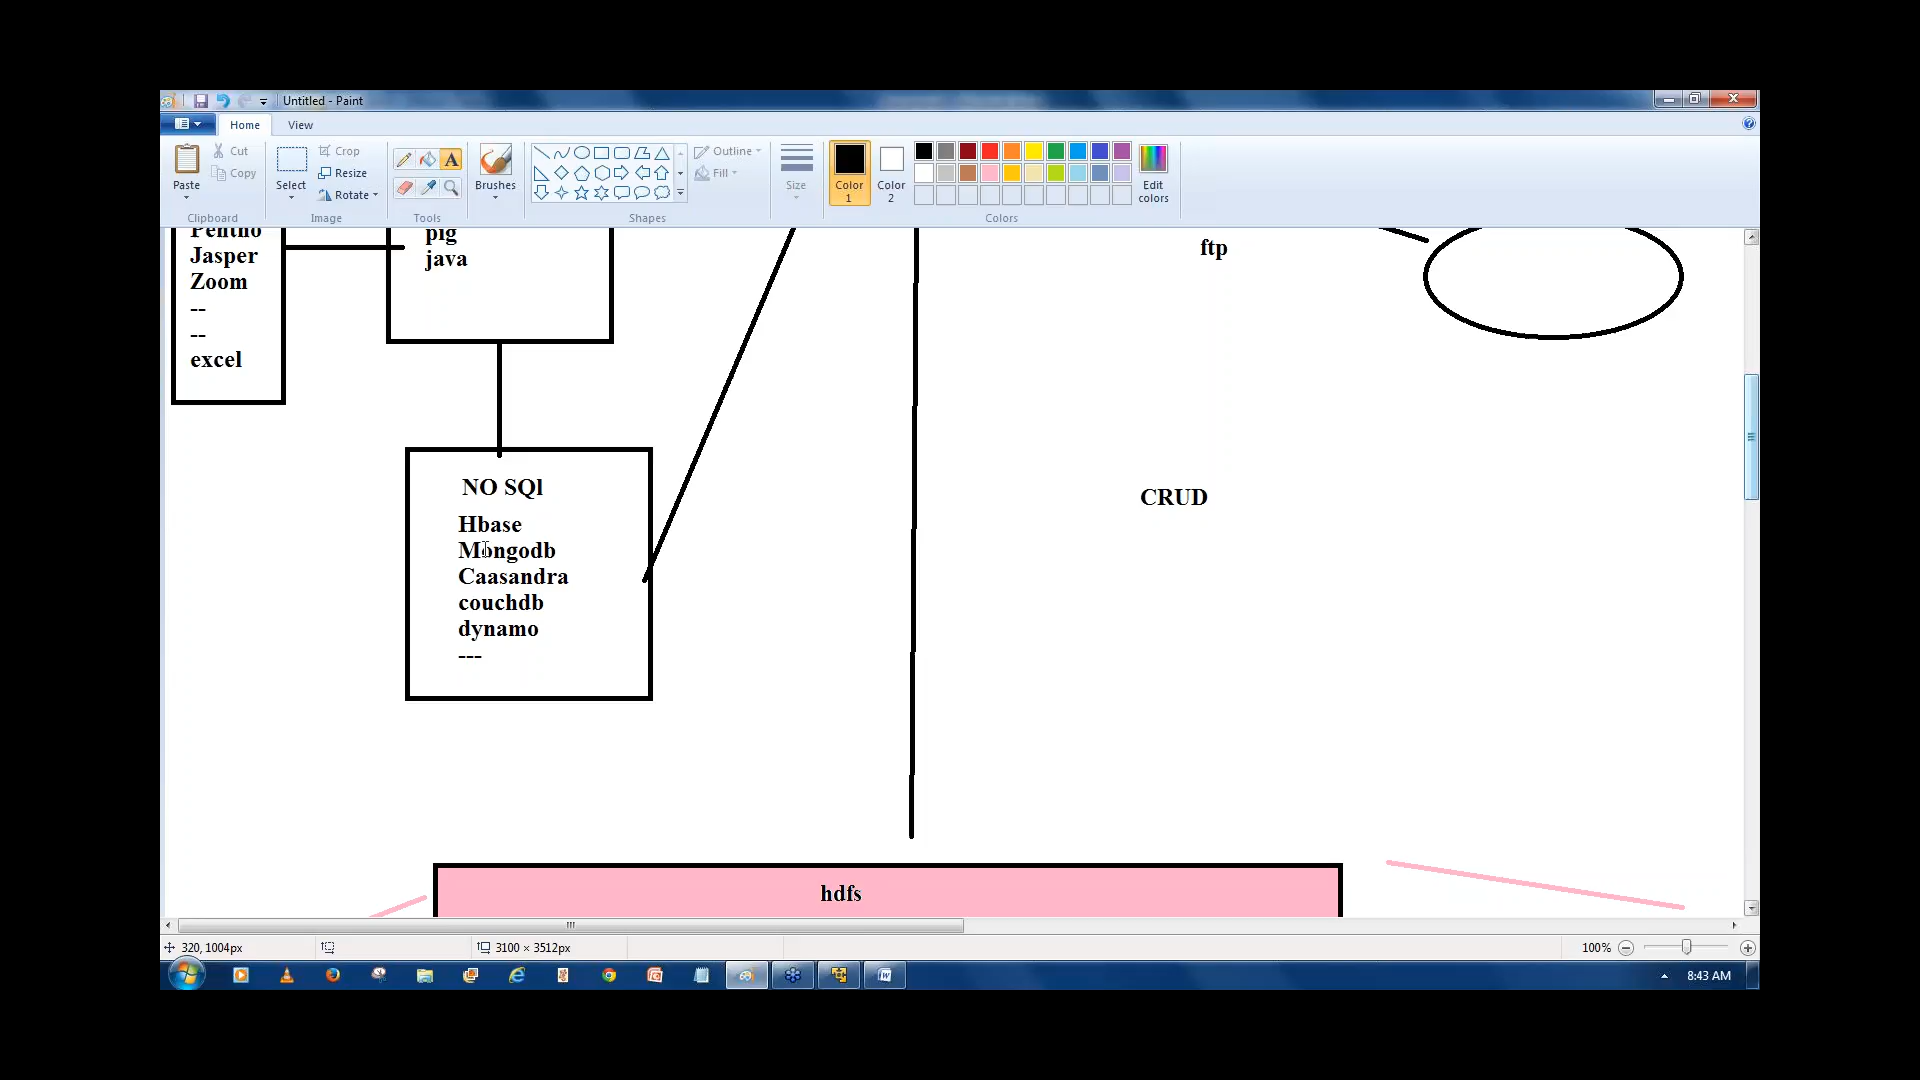 Untitled - Paint
Home
View
Paste
Cut
Copy
Clipboard
Select
Crop
Resize
Rotate
Image
Tools
Brushes
Shapes
Outline
Fill
Size
Color
1
Color
2
Edit
colors
Colors
Pentho
Jasper
Zoom
--
--
excel
pig
java
ftp
NO SQl
Hbase
Mongodb
Caasandra
couchdb
dynamo
---
CRUD
hdfs
320, 1004px
3100 × 3512px
100%
8:43 AM